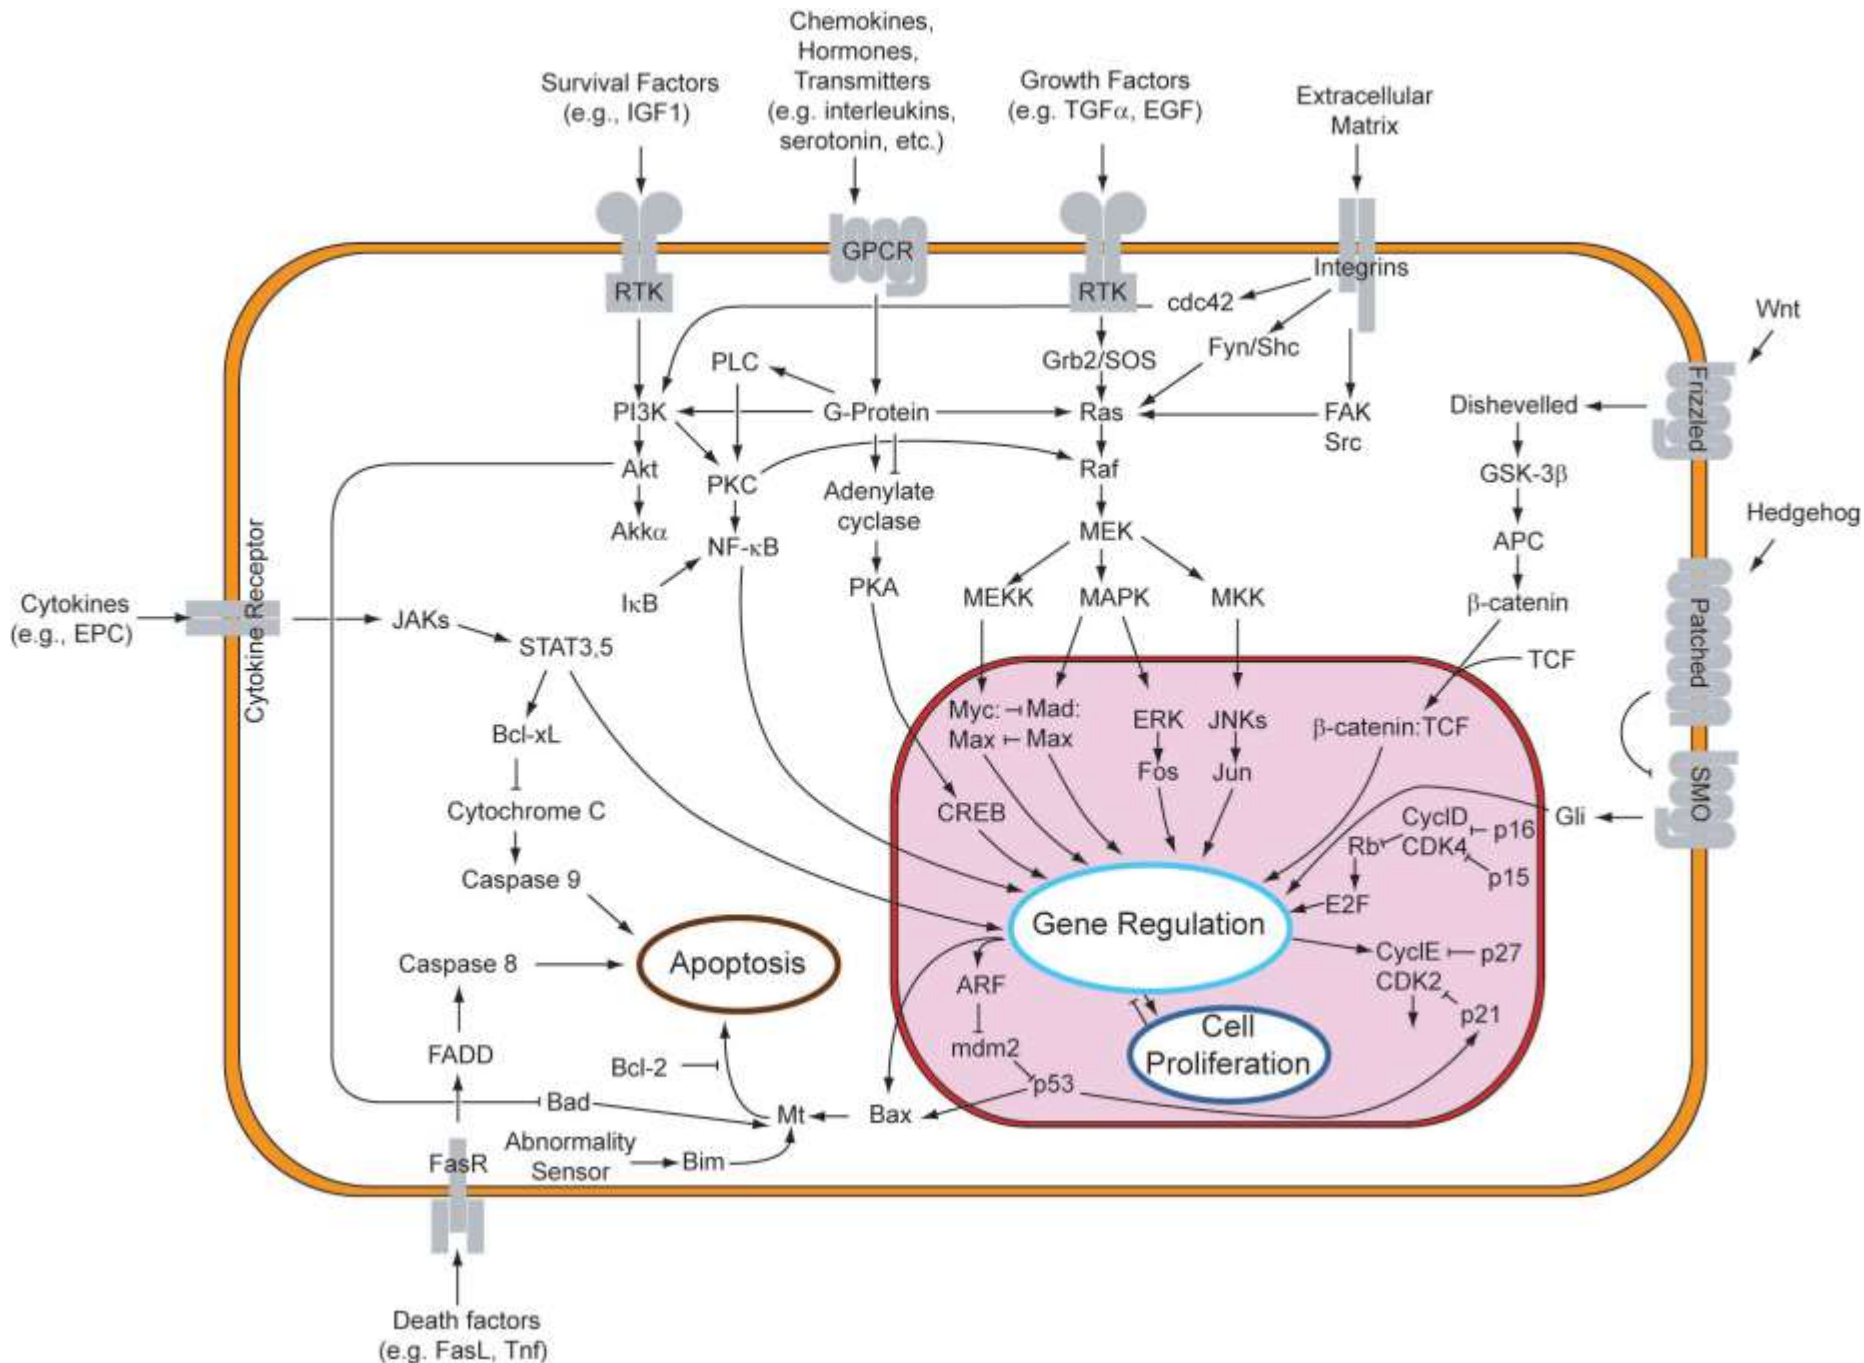 Chemokines,
Hormones,
Transmitters
(e.g. interleukins,
serotonin, etc.)
Survival Factors
(e.g., IGF1)
Growth Factors
(e.g. TGFα, EGF)
Extracellular
Matrix
GPCR
RTK
RTK
Integrins
cdc42
Wnt
Fyn/Shc
Grb2/SOS
PLC
Frizzled
PI3K
G-Protein
Ras
FAK
Src
Dishevelled
Akt
PKC
Raf
GSK-3β
Adenylate
cyclase
Hedgehog
Akkα
NF-κB
MEK
APC
PKA
MEKK
MAPK
MKK
β-catenin
IκB
Cytokines
(e.g., EPC)
Cytokine Receptor
JAKs
STAT3,5
TCF
Patched
Myc:
Mad:
Max
Max
ERK
JNKs
β-catenin:TCF
Bcl-xL
Fos
Jun
SMO
Cytochrome C
CREB
CyclD
CDK4
p16
Gli
Rb
p15
Caspase 9
E2F
Gene Regulation
CyclE
CDK2
p27
Caspase 8
Apoptosis
ARF
p21
Cell
Proliferation
FADD
Bcl-2
mdm2
p53
Bad
Mt
Bax
Abnormality
Sensor
Bim
FasR
Death factors
(e.g. FasL, Tnf)